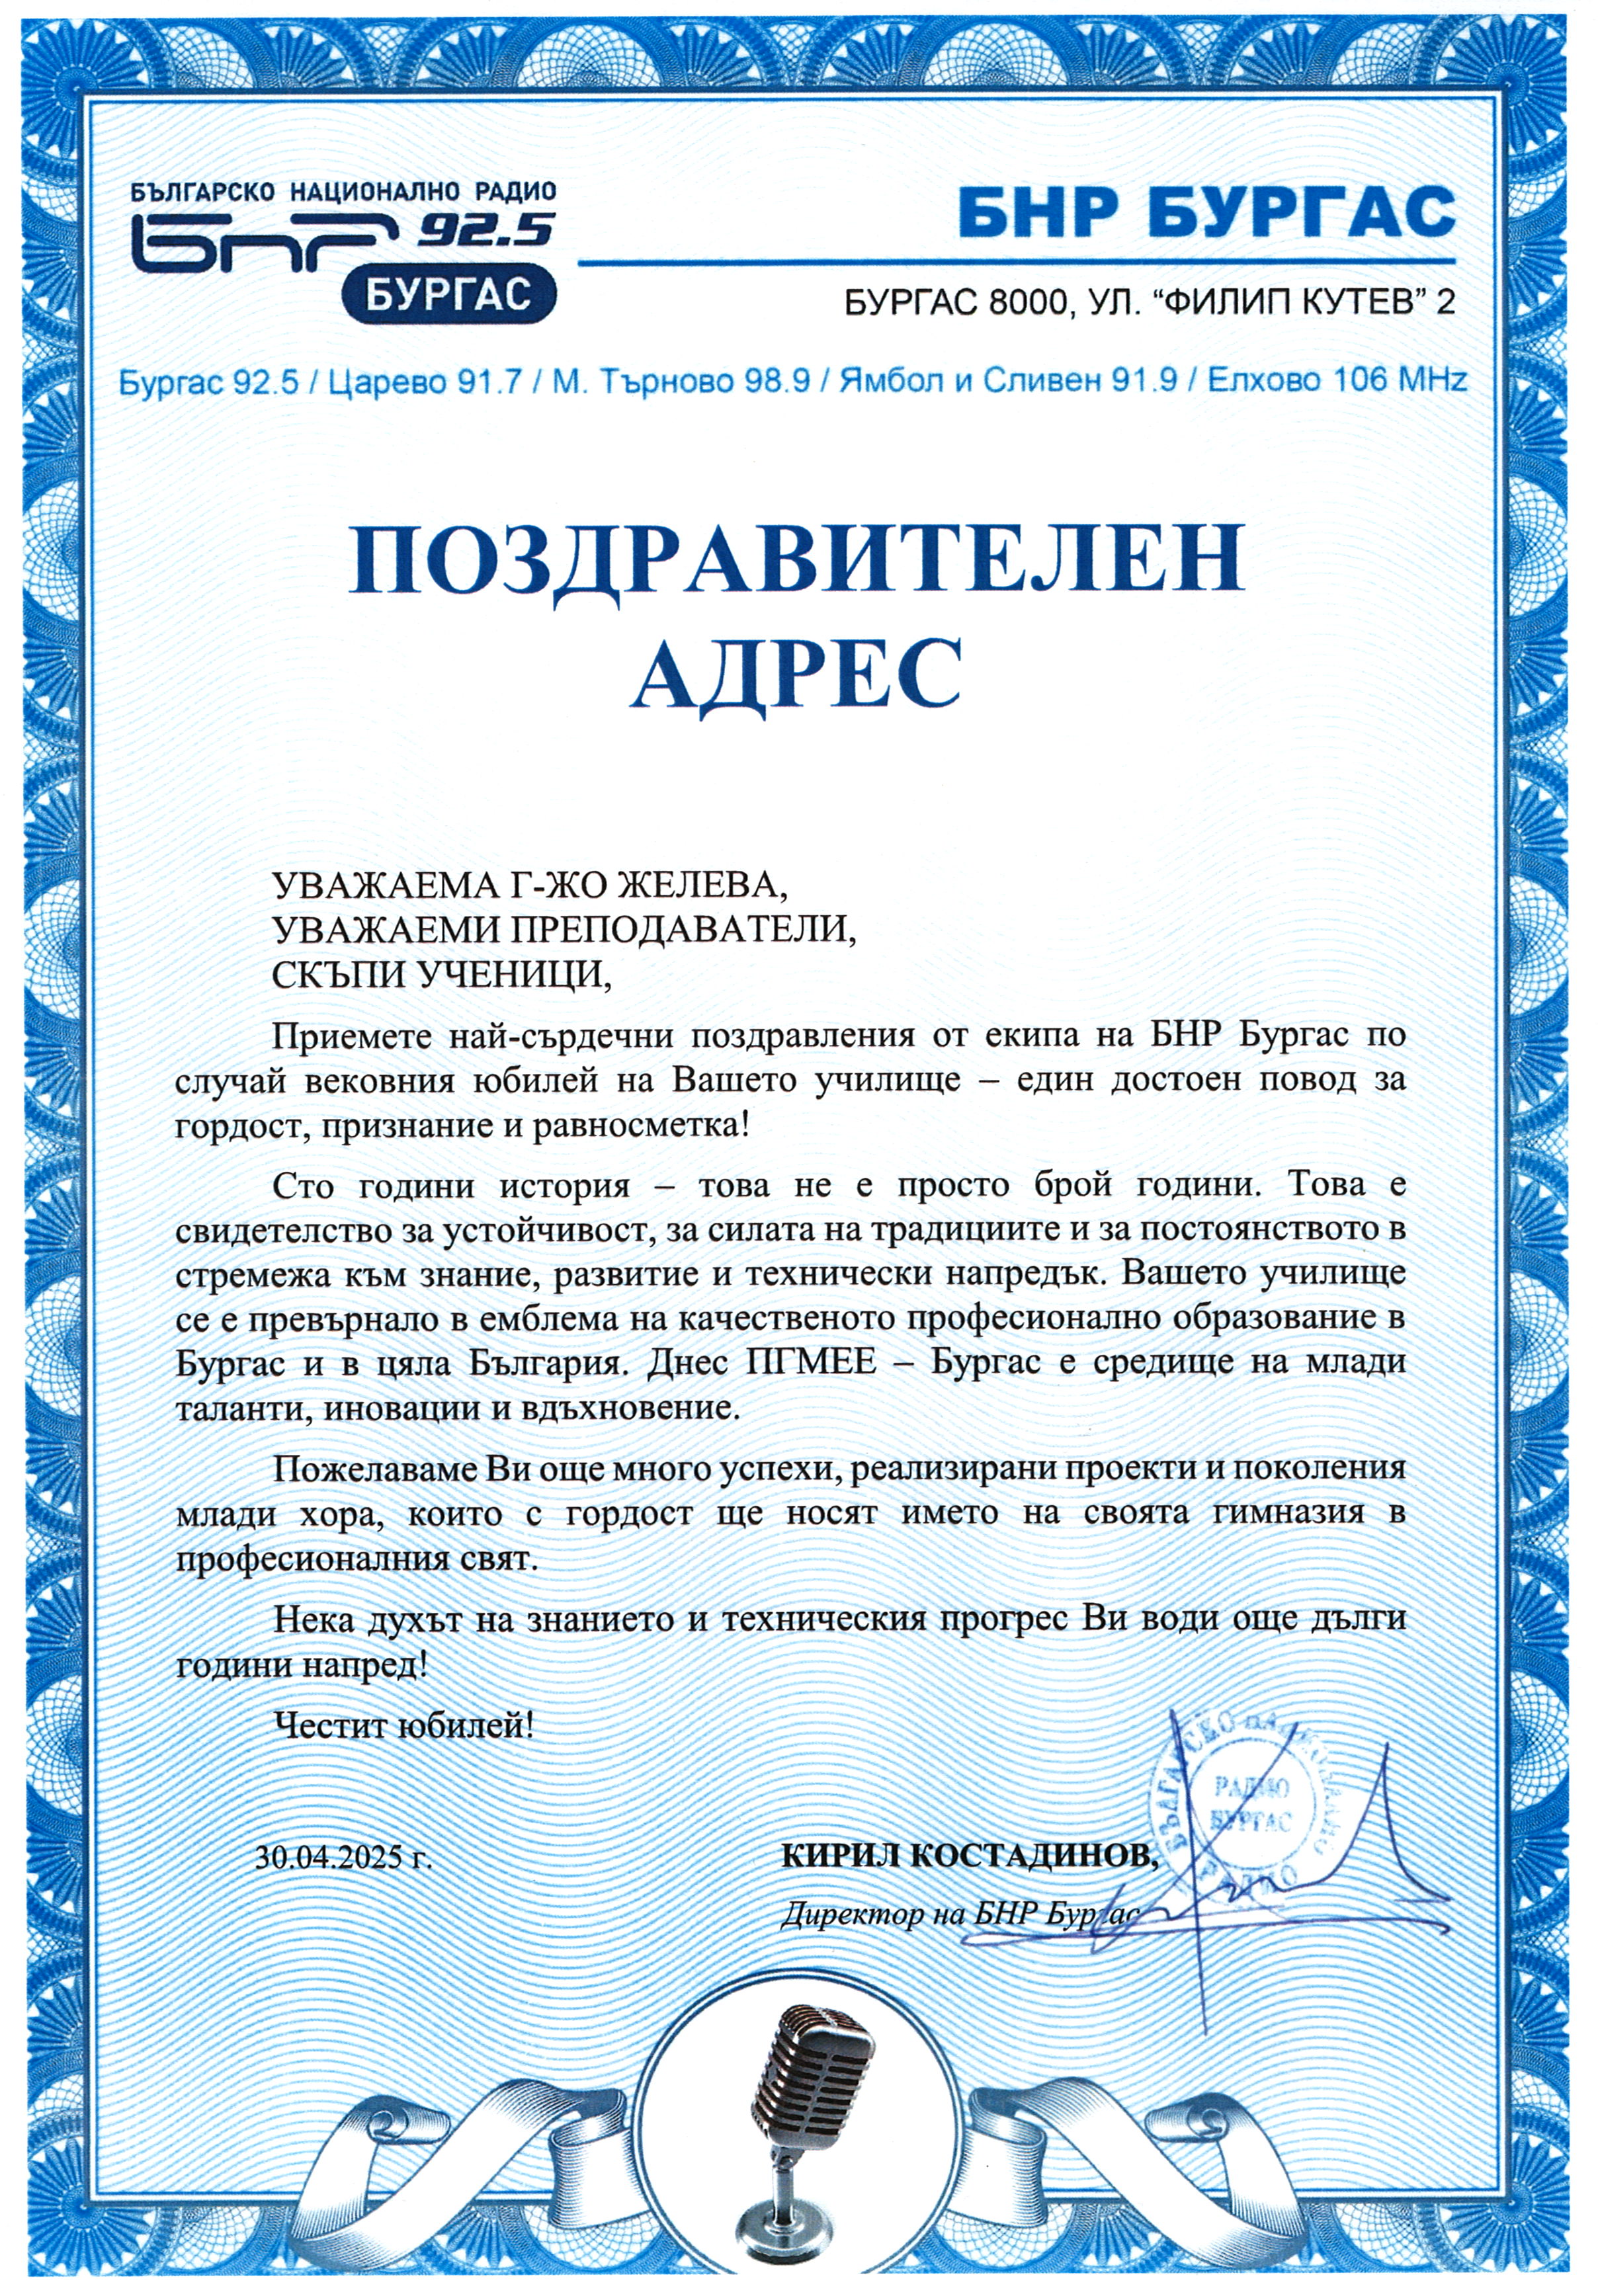 БЪЛГАРСКО НАЦИОНАЛНО РАДИО
БНР 92.5
БУРГАС
БНР БУРГАС
БУРГАС 8000, УЛ. “ФИЛИП КУТЕВ” 2
Бургас 92.5 / Царево 91.7 / М. Търново 98.9 / Ямбол и Сливен 91.9 / Елхово 106 MHz
ПОЗДРАВИТЕЛЕН
АДРЕС
УВАЖАЕМА Г-ЖО ЖЕЛЕВА,
УВАЖАЕМИ ПРЕПОДАВАТЕЛИ,
СКЪПИ УЧЕНИЦИ,
Приемете най-сърдечни поздравления от екипа на БНР Бургас по
случай вековния юбилей на Вашето училище – един достоен повод за
гордост, признание и равносметка!
Сто години история – това не е просто брой години. Това е
свидетелство за устойчивост, за силата на традициите и за постоянството в
стремежа към знание, развитие и технически напредък. Вашето училище
се е превърнало в емблема на качественото професионално образование в
Бургас и в цяла България. Днес ПГМЕЕ – Бургас е средище на млади
таланти, иновации и вдъхновение.
Пожелаваме Ви още много успехи, реализирани проекти и поколения
млади хора, които с гордост ще носят името на своята гимназия в
професионалния свят.
Нека духът на знанието и техническия прогрес Ви води още дълги
години напред!
Честит юбилей!
БЪЛГАРСКО НАЦИОНАЛНО
РАДИО
РАДИО
БУРГАС
30.04.2025 г.
КИРИЛ КОСТАДИНОВ,
Директор на БНР Бургас